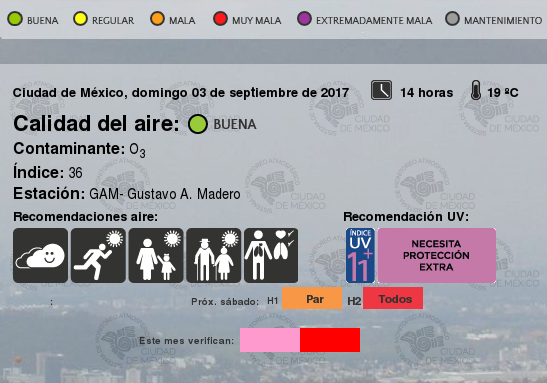 BUENA REGULAR MALA MUY MALA EXTREMADAMENTE MALA MANTENIMIENTO
Ciudad de México, domingo 03 de septiembre de 2017 14 horas 19 ºC
Calidad del aire: BUENA
Contaminante: O3
Índice: 36
Estación: GAM- Gustavo A. Madero
Recomendaciones aire: Recomendación UV:
ÍNDICE
UV
11+
NECESITA
PROTECCIÓN
EXTRA
: Próx. sábado: H1 Par H2 Todos
Este mes verifican: